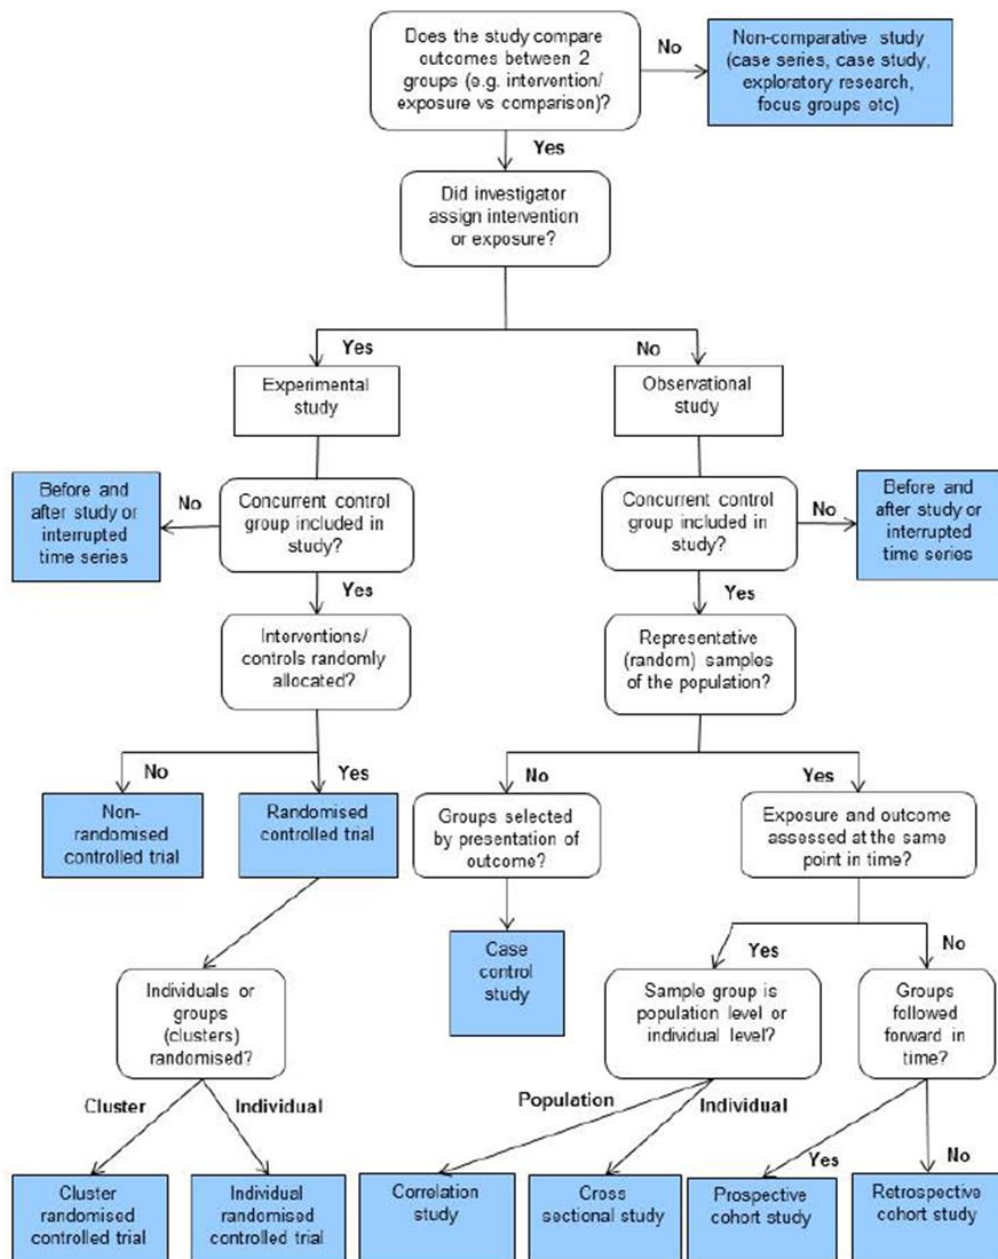 Does the study compare
outcomes between 2
groups (e.g. intervention/
exposure vs comparison)?
No
Non-comparative study
(case series, case study,
exploratory research,
focus groups etc)
Yes
Did investigator
assign intervention
or exposure?
Yes
No
Experimental
study
Observational
study
Before and
after study or
interrupted
time series
No
Concurrent control
group included in
study?
Concurrent control
group included in
study?
No
Before and
after study or
interrupted
time series
Yes
Yes
Interventions/
controls randomly
allocated?
Representative
(random) samples
of the population?
No
Yes
No
Yes
Non-
randomised
controlled trial
Randomised
controlled trial
Groups selected
by presentation of
outcome?
Exposure and outcome
assessed at the same
point in time?
Case
control
study
Yes
No
Individuals or
groups
(clusters)
randomised?
Sample group is
population level or
individual level?
Groups
followed
forward in
time?
Cluster
Individual
Population
Individual
Yes
No
Cluster
randomised
controlled trial
Individual
randomised
controlled trial
Correlation
study
Cross
sectional study
Prospective
cohort study
Retrospective
cohort study